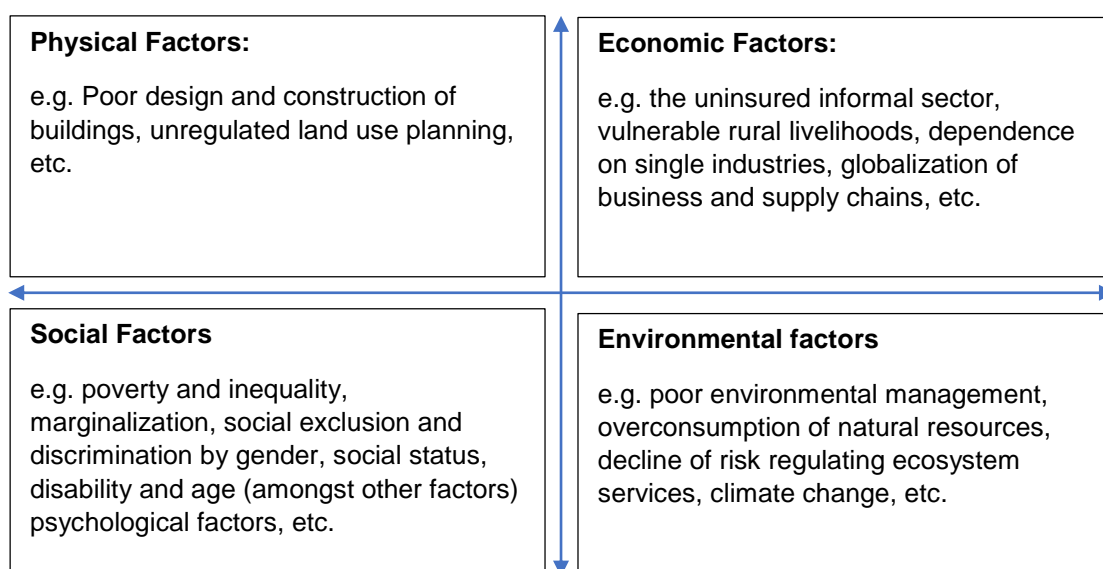 Physical Factors:
e.g. Poor design and construction of
buildings, unregulated land use planning,
etc.
Economic Factors:
e.g. the uninsured informal sector,
vulnerable rural livelihoods, dependence
on single industries, globalization of
business and supply chains, etc.
Social Factors
e.g. poverty and inequality,
marginalization, social exclusion and
discrimination by gender, social status,
disability and age (amongst other factors)
psychological factors, etc.
Environmental factors
e.g. poor environmental management,
overconsumption of natural resources,
decline of risk regulating ecosystem
services, climate change, etc.